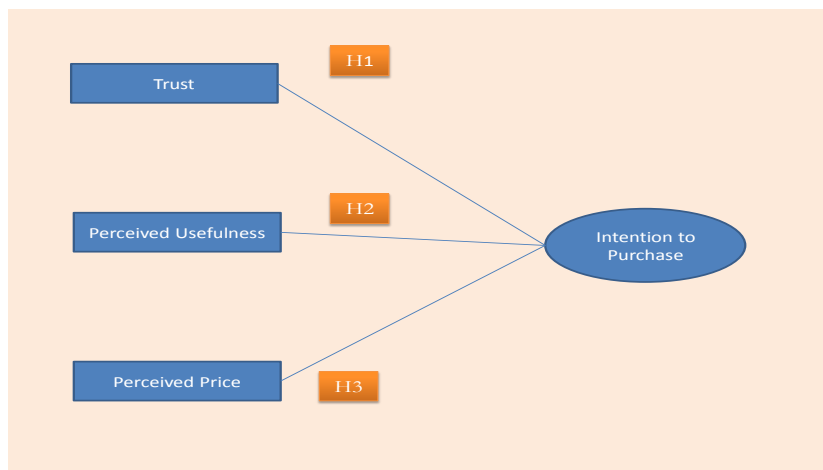 H1
Trust
H2
Perceived Usefulness
Intention to
Purchase
Perceived Price
H3